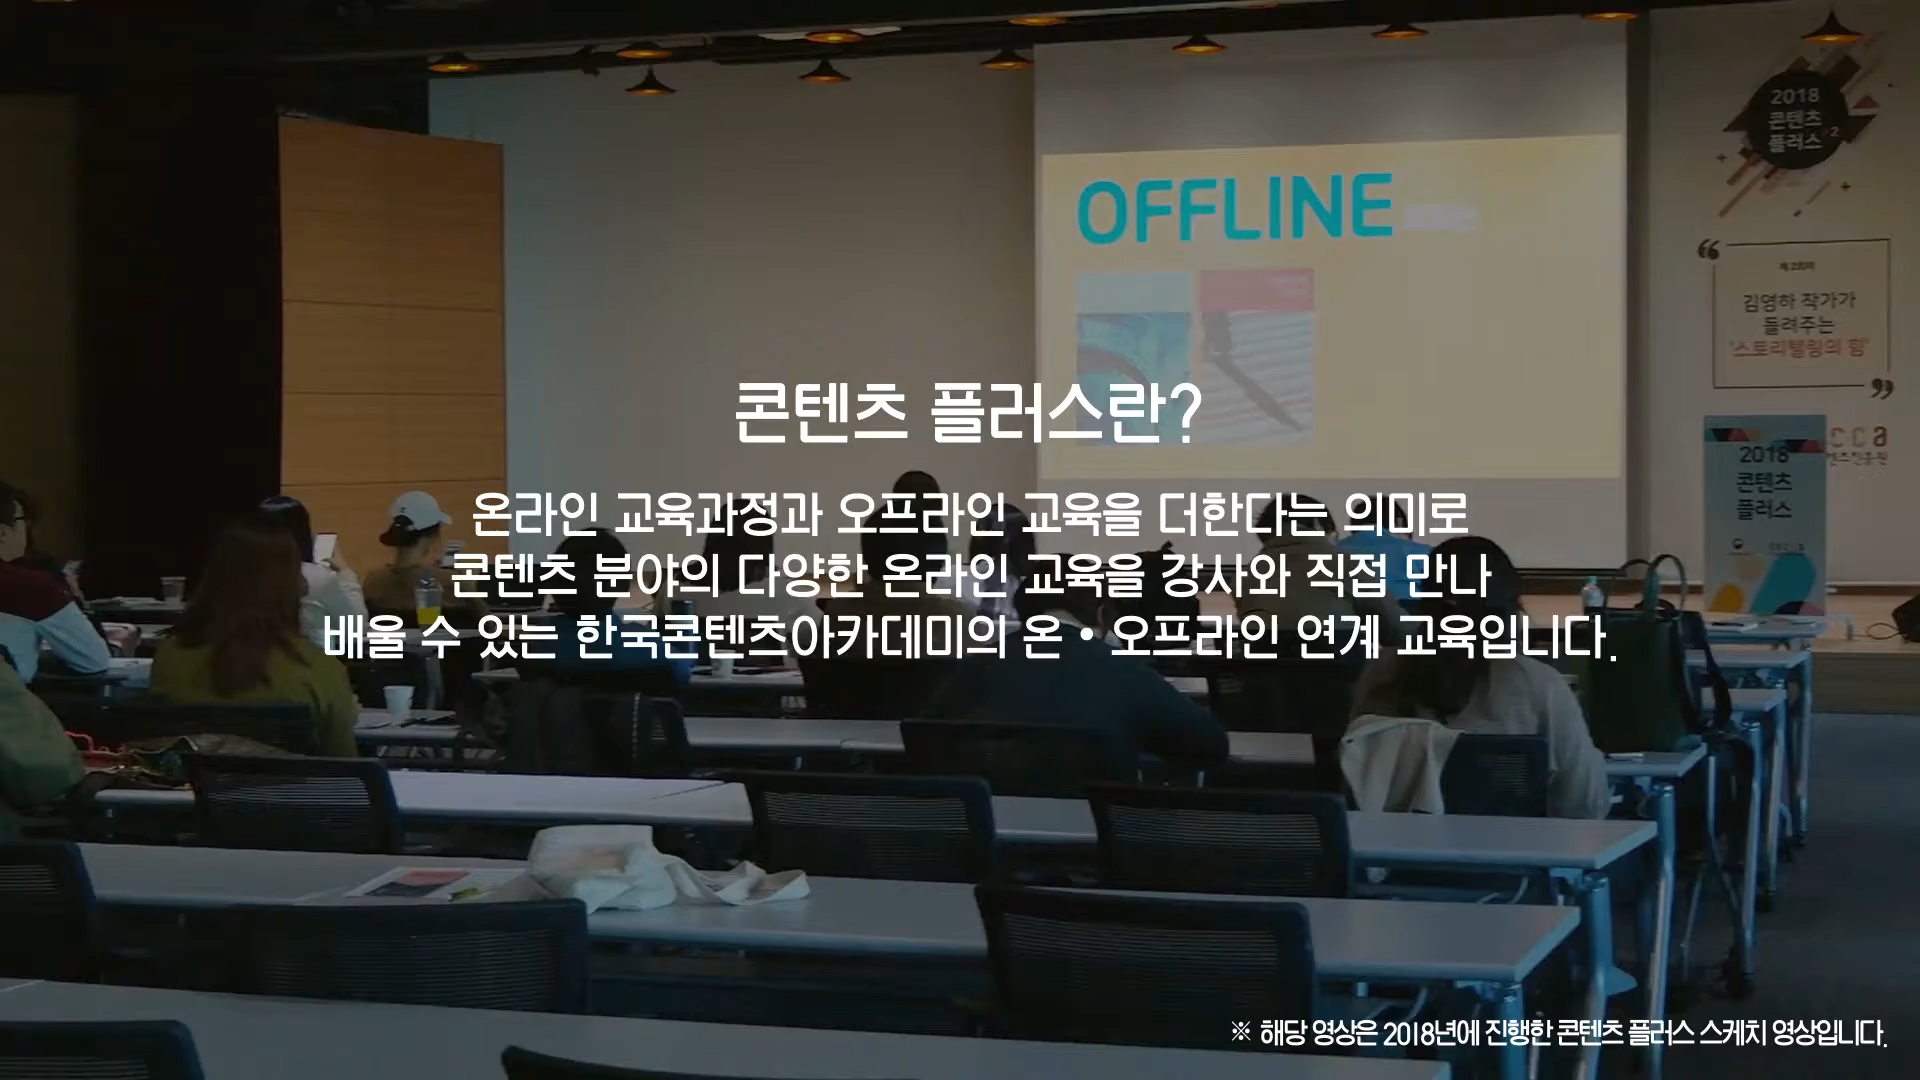 OFFLINE
2018
콘텐츠
플러스
김영하 작가가
들려주는
'스토리텔링의 힘'
콘텐츠 플러스란?
온라인 교육과정과 오프라인 교육을 더한다는 의미로
콘텐츠 분야의 다양한 온라인 교육을 강사와 직접 만나
배울 수 있는 한국콘텐츠아카데미의 온•오프라인 연계 교육입니다.
2018
콘텐츠
플러스
※ 해당 영상은 2018년에 진행한 콘텐츠 플러스 스케치 영상입니다.